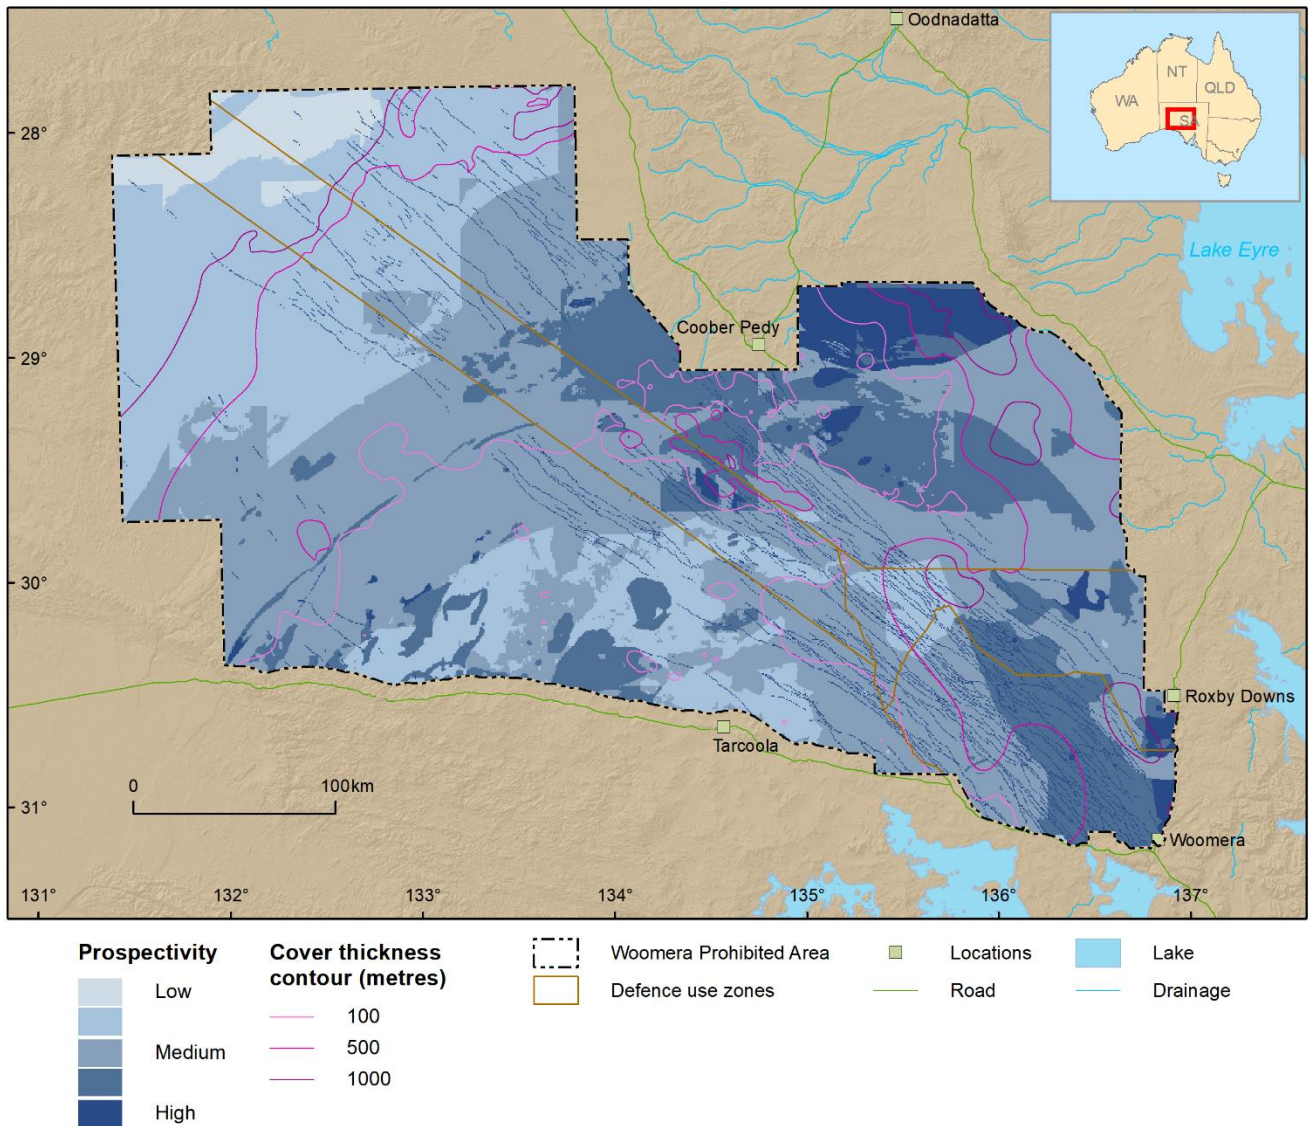 Oodnadatta
NT
QLD
WA
SA
28°
Lake Eyre
Coober Pedy
29°
30°
Roxby Downs
Tarcoola
0 100km
31°
Woomera
131° 132° 133° 134° 135° 136° 137°
Prospectivity
Low
Medium
High
Cover thickness
contour (metres)
100
500
1000
Woomera Prohibited Area
Defence use zones
Locations
Road
Lake
Drainage